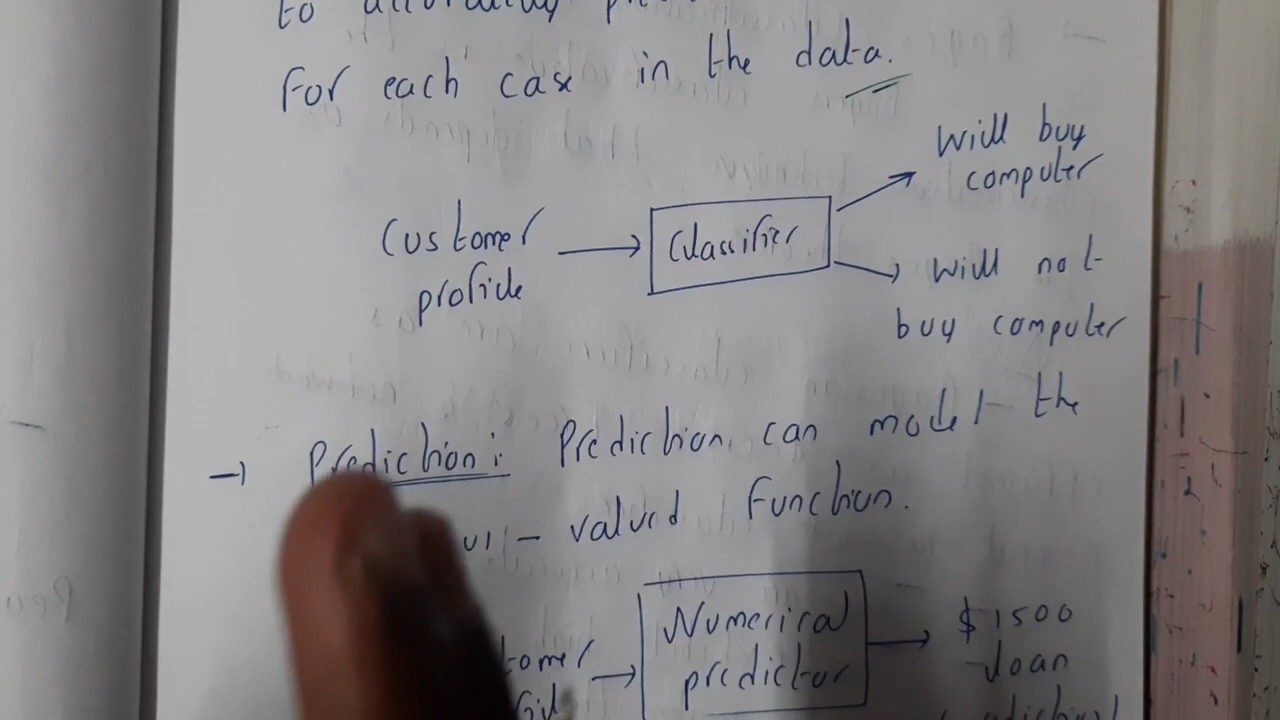 to
for each case in the data.
Customer profile
Classifier
will buy computer
will not buy computer
→ Prediction: Prediction can model the
- valued function.
Numerical predictor
$1500 loan